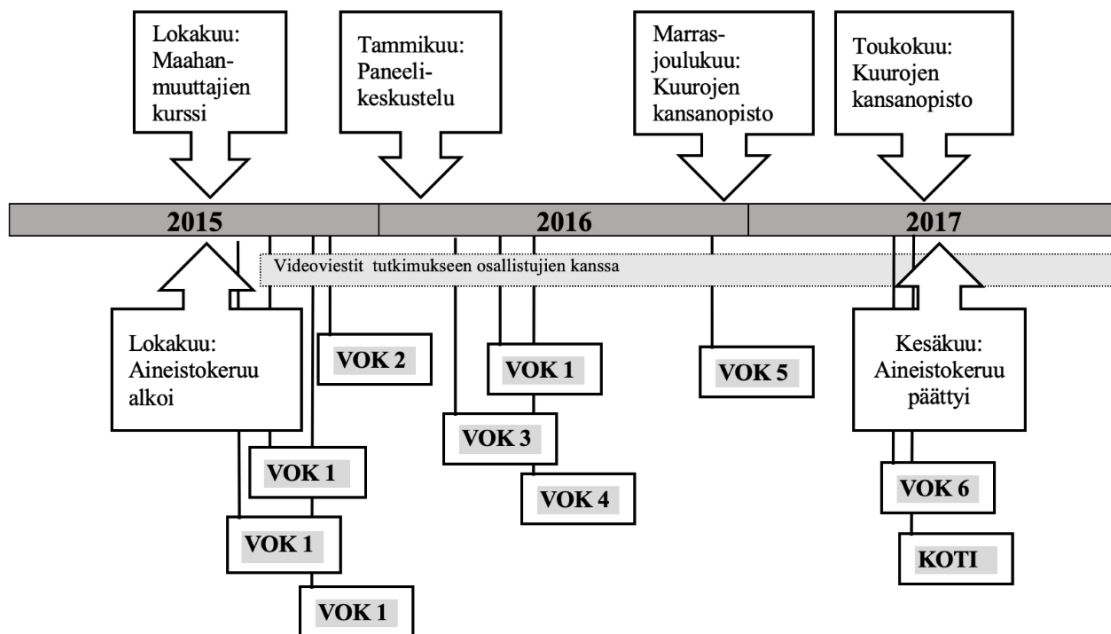 Lokakuu:
Maahan-
muuttajien
kurssi
Tammikuu:
Paneeli-
keskustelu
Marras-
joulukuu:
Kuurojen
kansanopisto
Toukokuu:
Kuurojen
kansanopisto
2015
2016
2017
Videoviestit tutkimukseen osallistujien kanssa
Lokakuu:
Aineistokeruu
alkoi
VOK 2
VOK 1
VOK 5
Kesäkuu:
Aineistokeruu
päättyi
VOK 3
VOK 1
VOK 4
VOK 6
VOK 1
KOTI
VOK 1